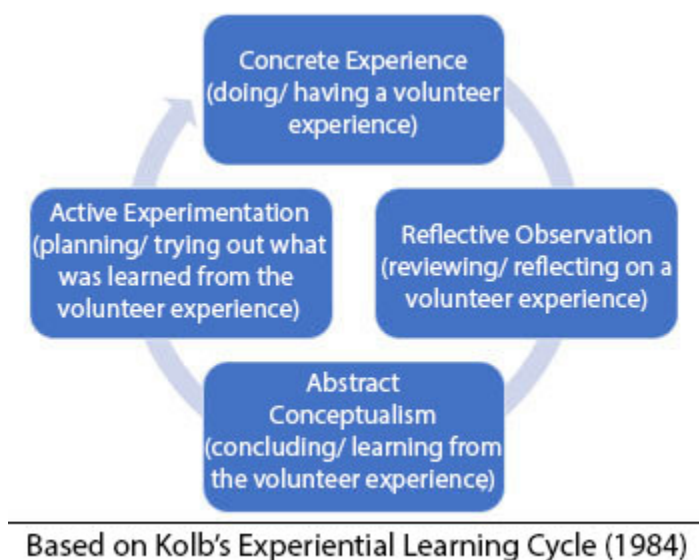 Concrete Experience
(doing/ having a volunteer
experience)
Active Experimentation
(planning/ trying out what
was learned from the
volunteer experience)
Reflective Observation
(reviewing/ reflecting on a
volunteer experience)
Abstract
Conceptualism
(concluding/ learning from
the volunteer experience)
Based on Kolb's Experiential Learning Cycle (1984)